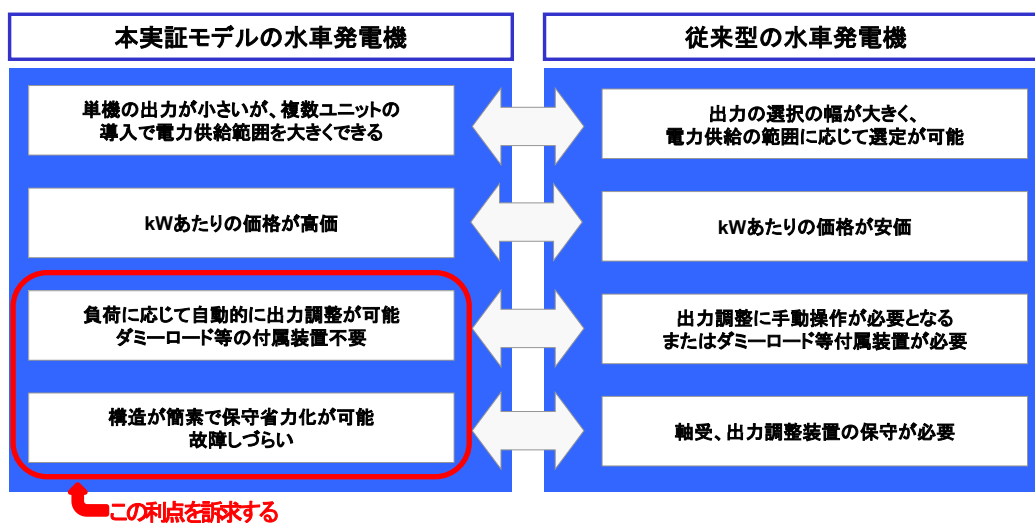 本実証モデルの水車発電機
従来型の水車発電機
単機の出力が小さいが、複数ユニットの
導入で電力供給範囲を大きくできる
出力の選択の幅が大きく、
電力供給の範囲に応じて選定が可能
kWあたりの価格が高価
kWあたりの価格が安価
負荷に応じて自動的に出力調整が可能
ダミーロード等の付属装置不要
出力調整に手動操作が必要となる
またはダミーロード等付属装置が必要
構造が簡素で保守省力化が可能
故障しづらい
軸受、出力調整装置の保守が必要
この利点を訴求する